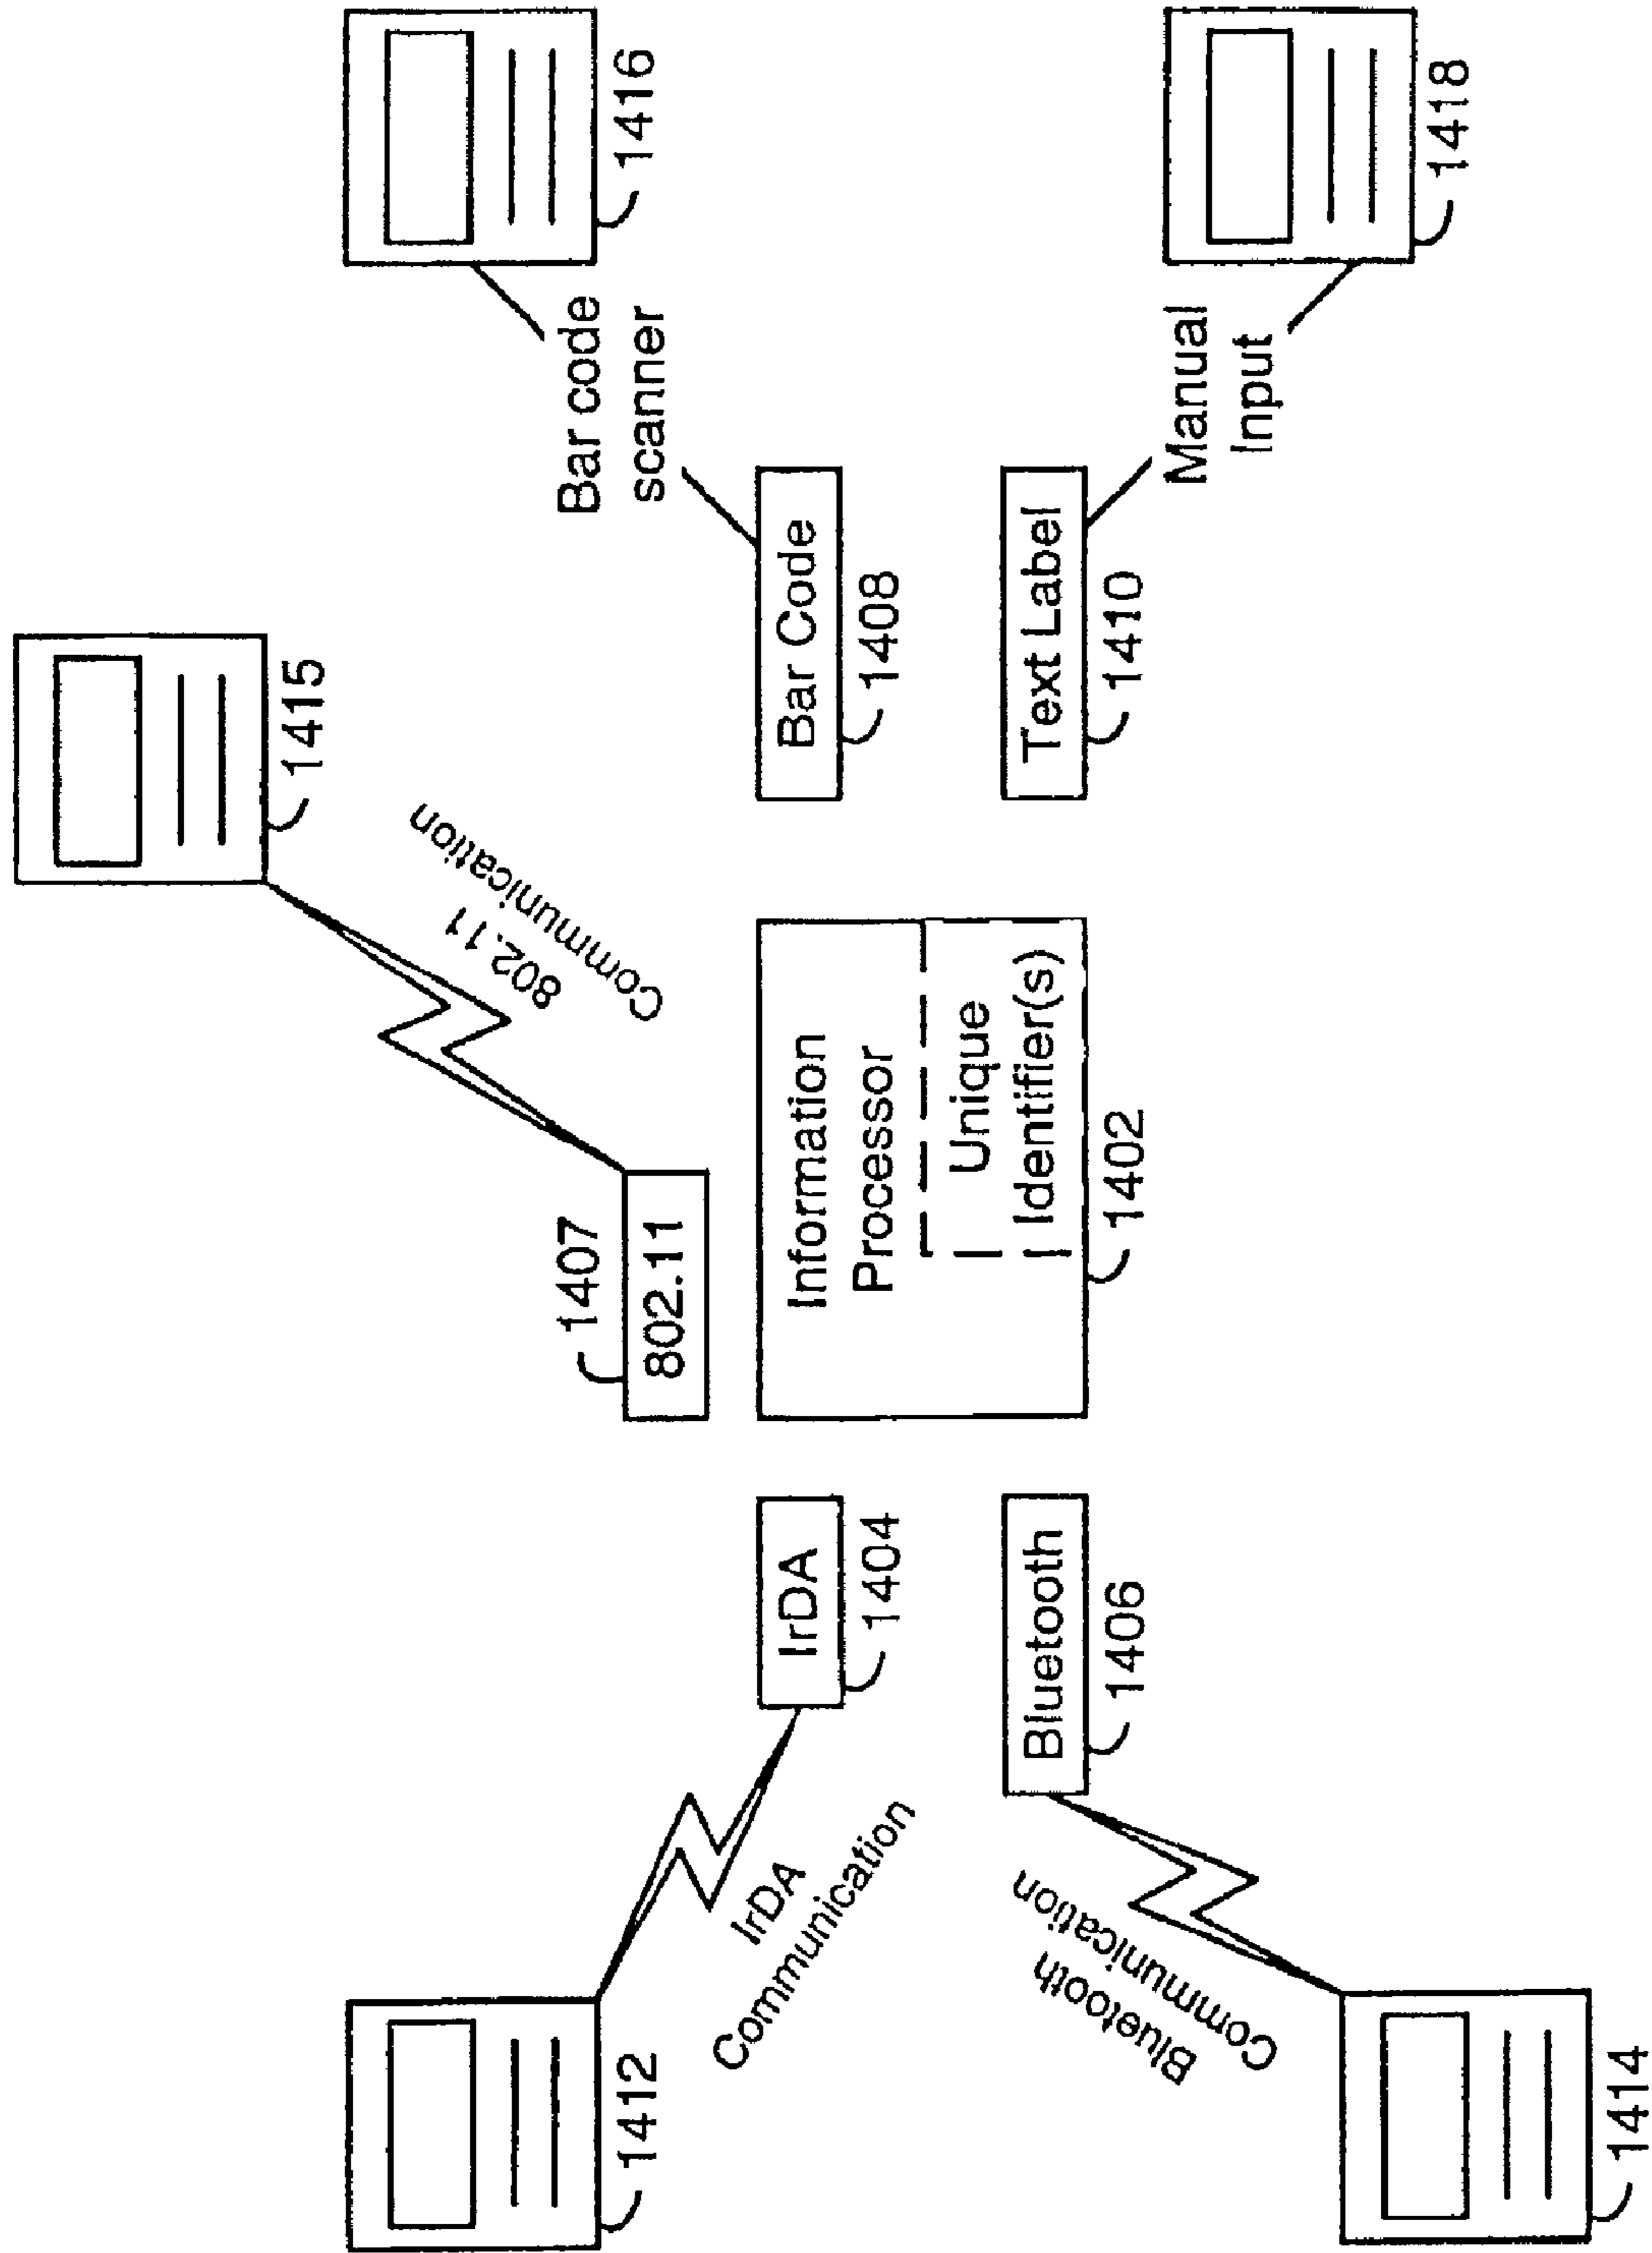 1415
802.11
Communication
1412
IrDA
Communication
1407
802.11
Bar code
scanner
1416
IrDA
1404
Information
Processor
Unique
Identifier(s)
1402
Bar Code
1408
Bluetooth
1406
Text Label
1410
Bluetooth
Communication
1414
Manual
Input
1418